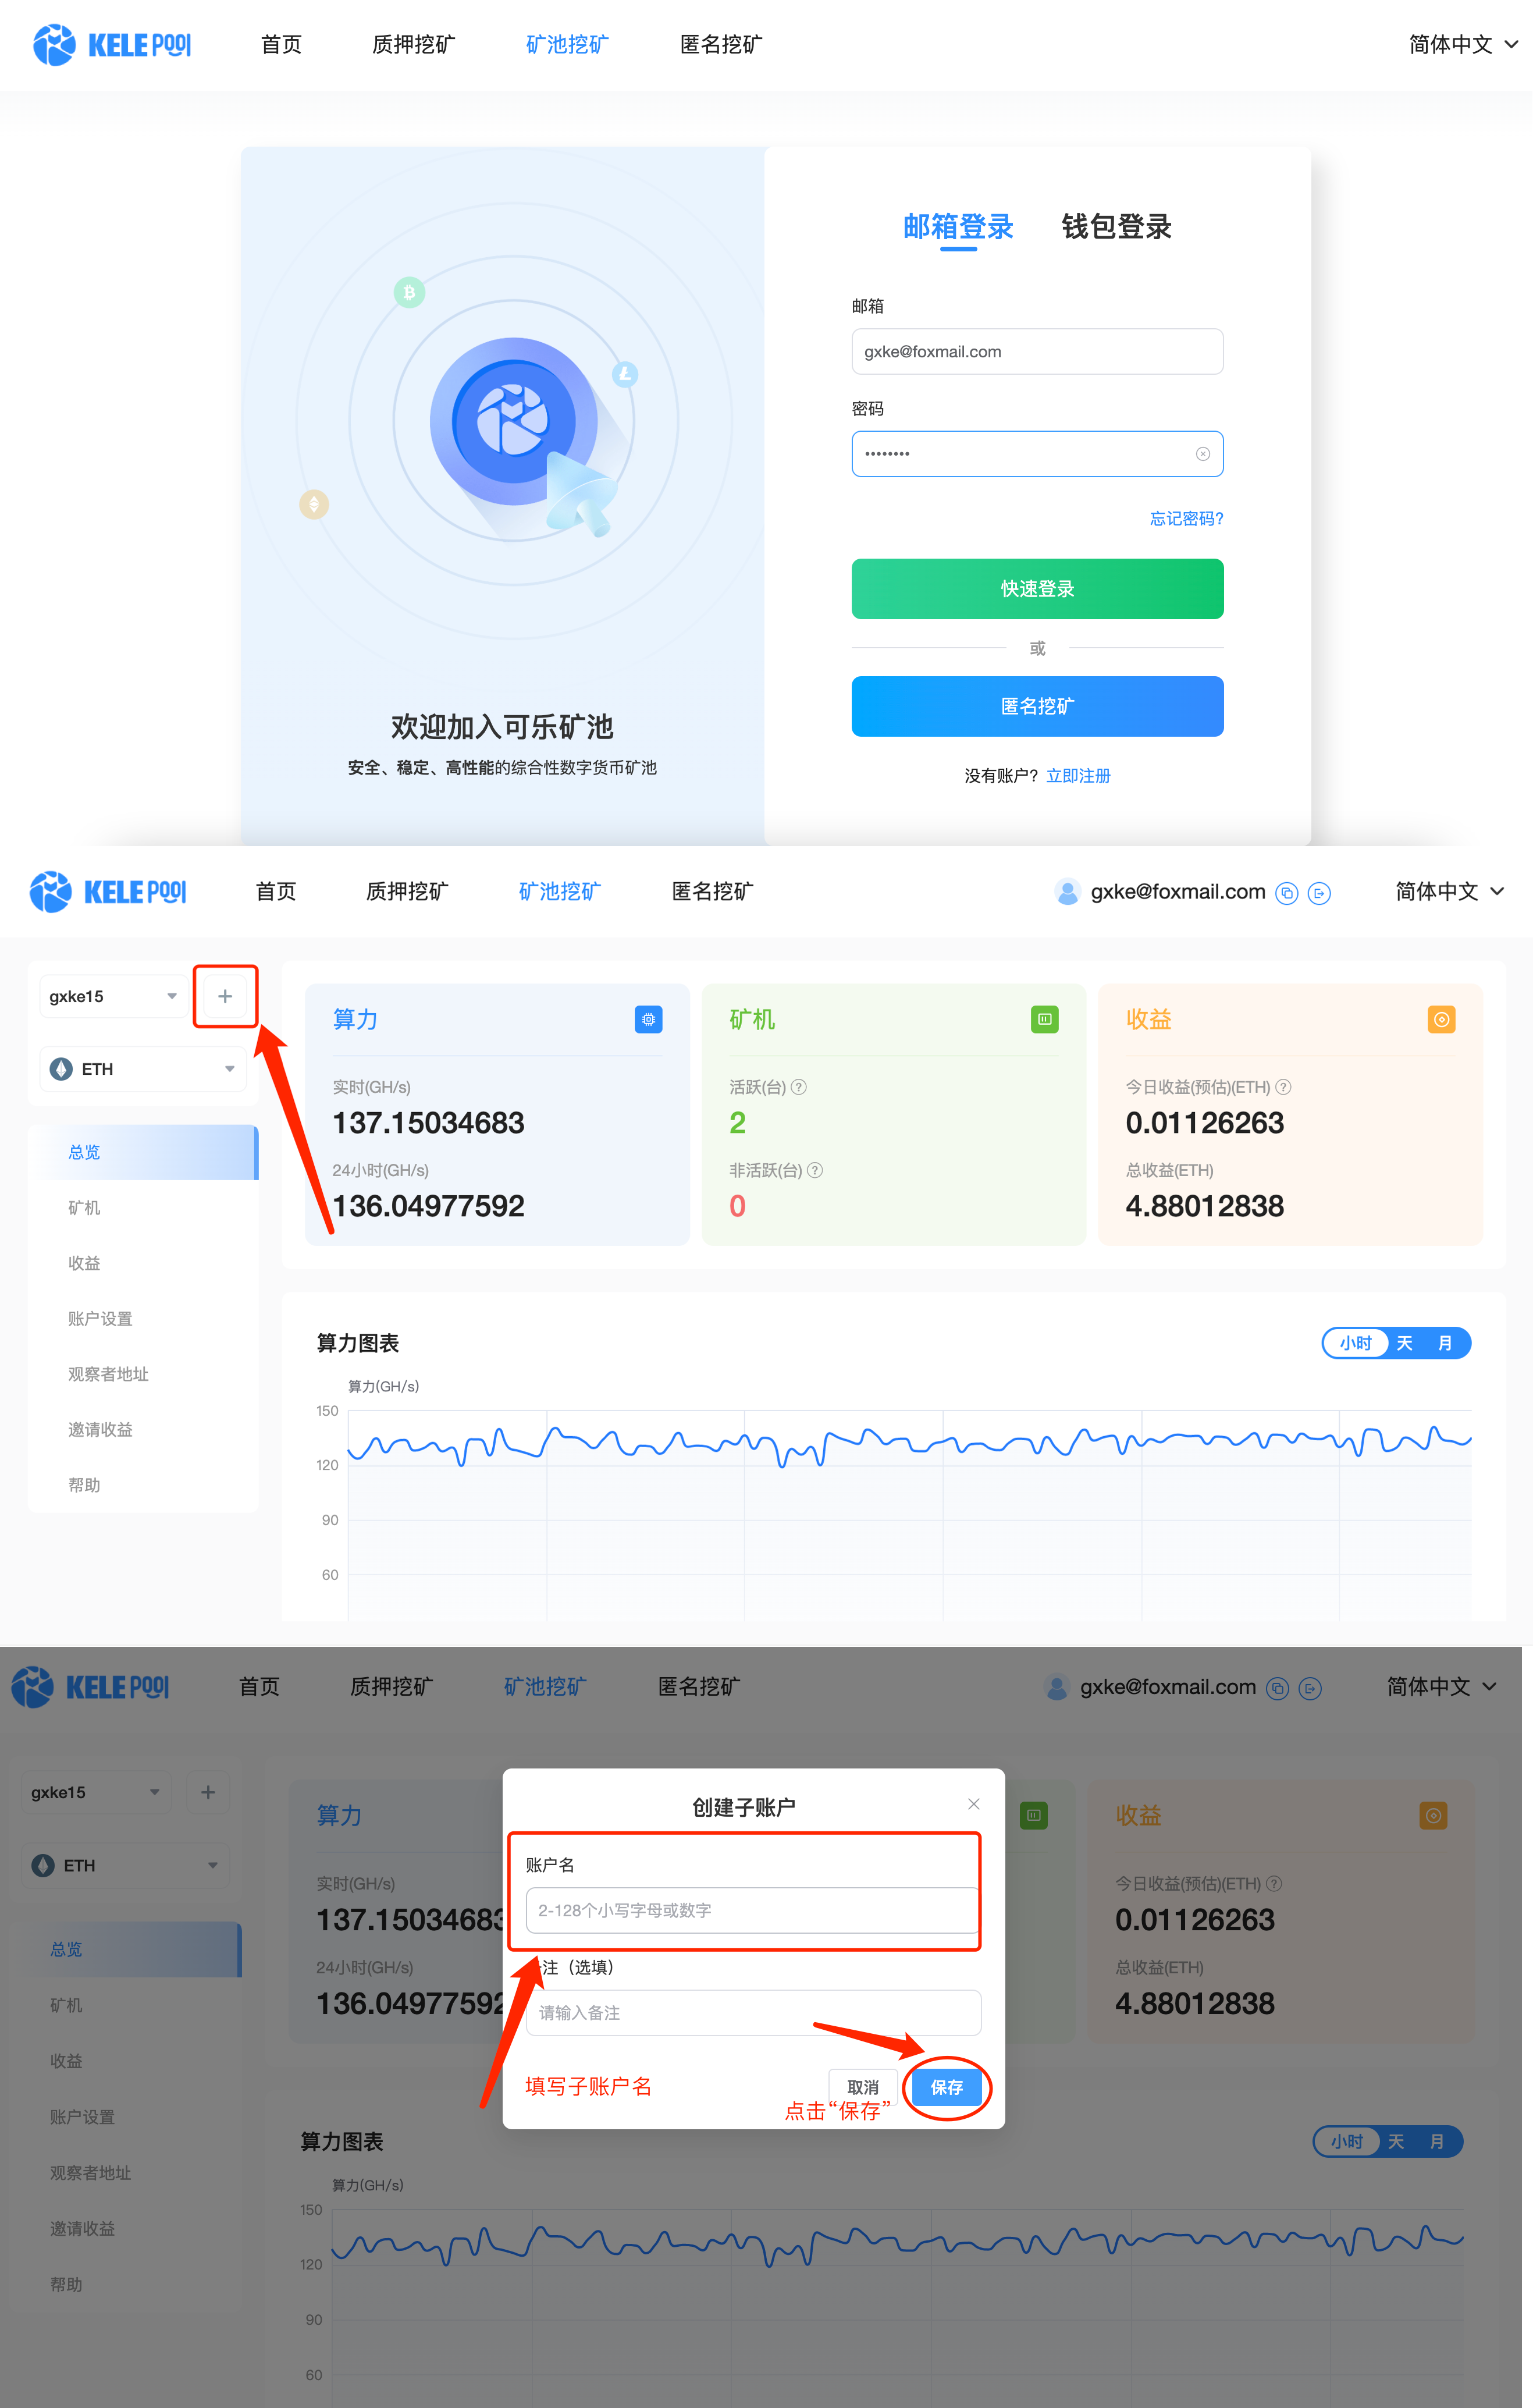 KELE POOl 首页 质押挖矿 矿池挖矿 匿名挖矿 简体中文
邮箱登录 钱包登录
邮箱
gxke@foxmail.com
密码
••••••••
忘记密码?
快速登录
或
匿名挖矿
没有账户? 立即注册
欢迎加入可乐矿池
安全、稳定、高性能的综合性数字货币矿池
KELE POOl 首页 质押挖矿 矿池挖矿 匿名挖矿 gxke@foxmail.com 简体中文
gxke15 +
ETH
总览
矿机
收益
账户设置
观察者地址
邀请收益
帮助
算力
实时(GH/s)
137.15034683
24小时(GH/s)
136.04977592
矿机
活跃(台) ?
2
非活跃(台) ?
0
收益
今日收益(预估)(ETH) ?
0.01126263
总收益(ETH)
4.88012838
算力图表 小时 天 月
算力(GH/s)
150
120
90
60
KELE POOl 首页 质押挖矿 矿池挖矿 匿名挖矿 gxke@foxmail.com 简体中文
gxke15 +
ETH
总览
矿机
收益
账户设置
观察者地址
邀请收益
帮助
算力
实时(GH/s)
137.15034683
24小时(GH/s)
136.04977592
创建子账户
账户名
2-128个小写字母或数字
注（选填）
请输入备注
填写子账户名
取消 保存
点击“保存”
收益
今日收益(预估)(ETH) ?
0.01126263
总收益(ETH)
4.88012838
算力图表 小时 天 月
算力(GH/s)
150
120
90
60